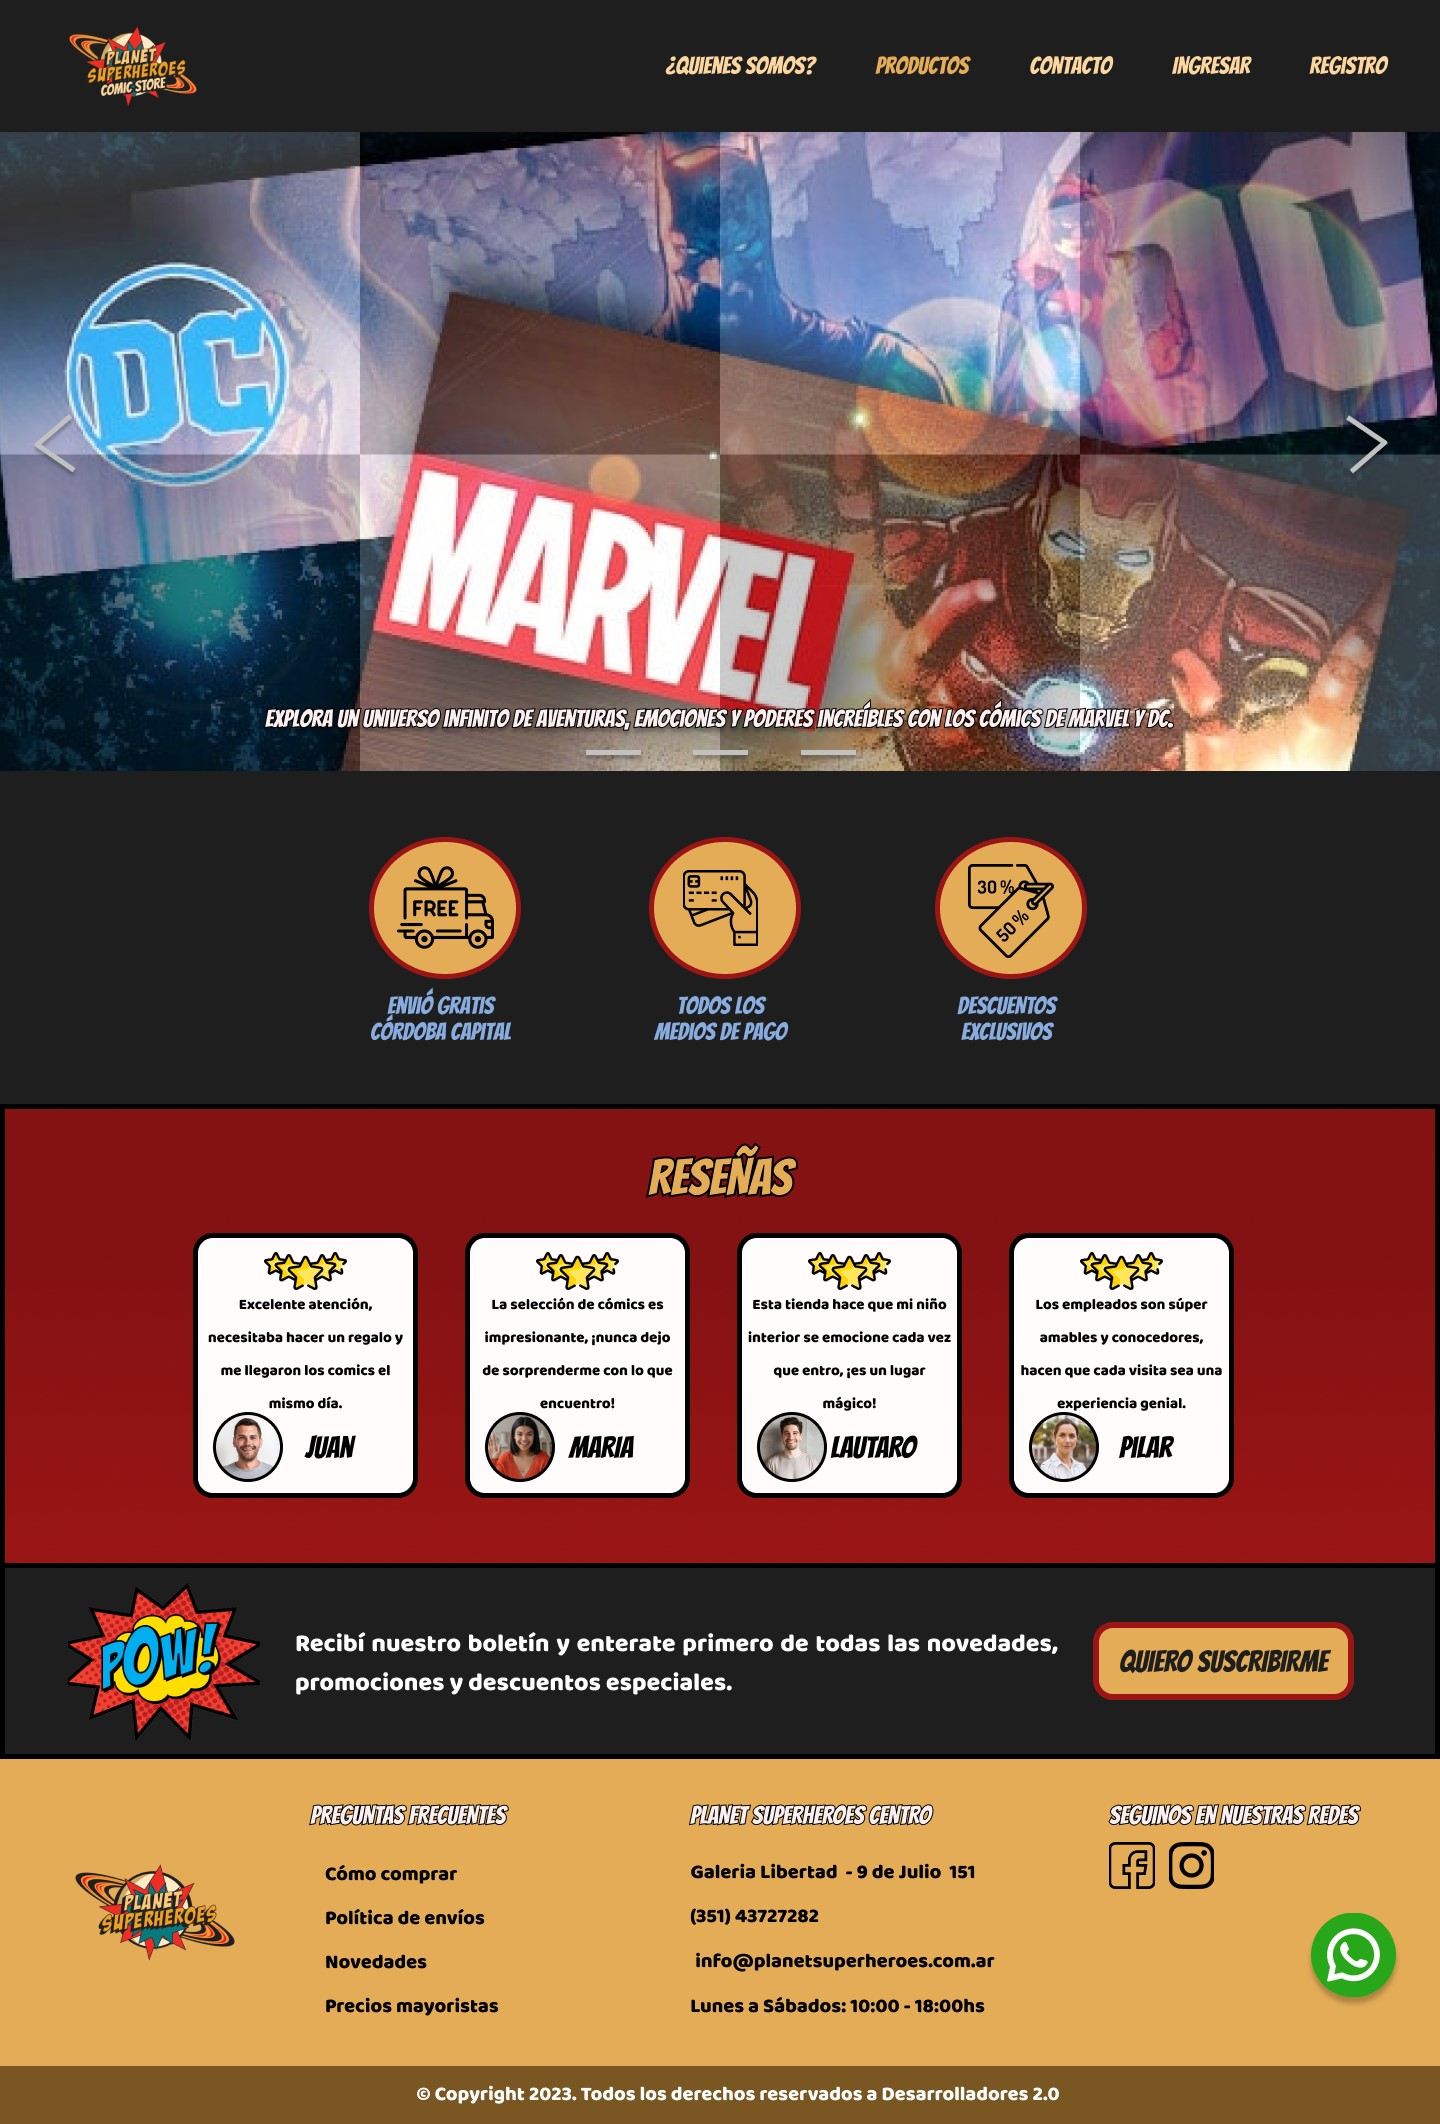 PLANET
SUPERHEROES
COMIC STORE
¿QUIENES SOMOS?
PRODUCTOS
CONTACTO
INGRESAR
REGISTRO
DC
DC
MARVEL
EXPLORA UN UNIVERSO INFINITO DE AVENTURAS, EMOCIONES Y PODERES INCREÍBLES CON LOS CÓMICS DE MARVEL Y DC.
FREE
30 %
50 %
ENVIÓ GRATIS
CÓRDOBA CAPITAL
TODOS LOS
MEDIOS DE PAGO
DESCUENTOS
EXCLUSIVOS
RESEÑAS
Excelente atención,
necesitaba hacer un regalo y
me llegaron los comics el
mismo día.
JUAN
La selección de cómics es
impresionante, ¡nunca dejo
de sorprenderme con lo que
encuentro!
MARIA
Esta tienda hace que mi niño
interior se emocione cada vez
que entro, ¡es un lugar
mágico!
LAUTARO
Los empleados son súper
amables y conocedores,
hacen que cada visita sea una
experiencia genial.
PILAR
POW!
Recibí nuestro boletín y enterate primero de todas las novedades,
promociones y descuentos especiales.
QUIERO SUSCRIBIRME
PLANET
SUPERHEROES
PREGUNTAS FRECUENTES
Cómo comprar
Política de envíos
Novedades
Precios mayoristas
PLANET SUPERHEROES CENTRO
Galeria Libertad - 9 de Julio 151
(351) 43727282
info@planetsuperheroes.com.ar
Lunes a Sábados: 10:00 - 18:00hs
SEGUINOS EN NUESTRAS REDES
© Copyright 2023. Todos los derechos reservados a Desarrolladores 2.0